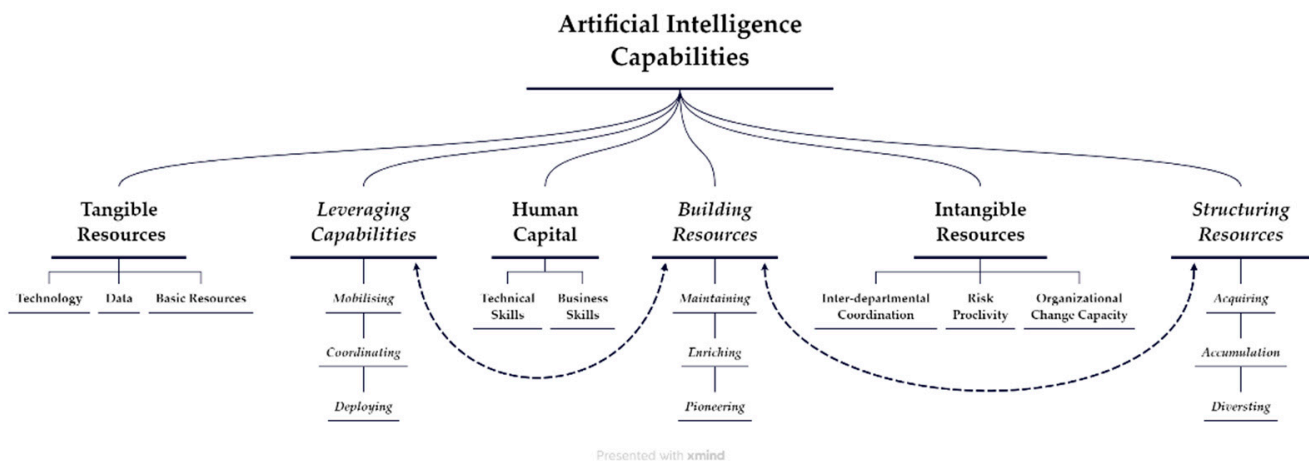 Artificial Intelligence
Capabilities
Tangible
Resources
Leveraging
Capabilities
Human
Capital
Building
Resources
Intangible
Resources
Structuring
Resources
Technology
Data
Basic Resources
Mobilising
Coordinating
Deploying
Technical
Skills
Business
Skills
Maintaining
Enriching
Pioneering
Inter-departmental
Coordination
Risk
Proclivity
Organizational
Change Capacity
Acquiring
Accumulation
Diversting
Presented with xmind